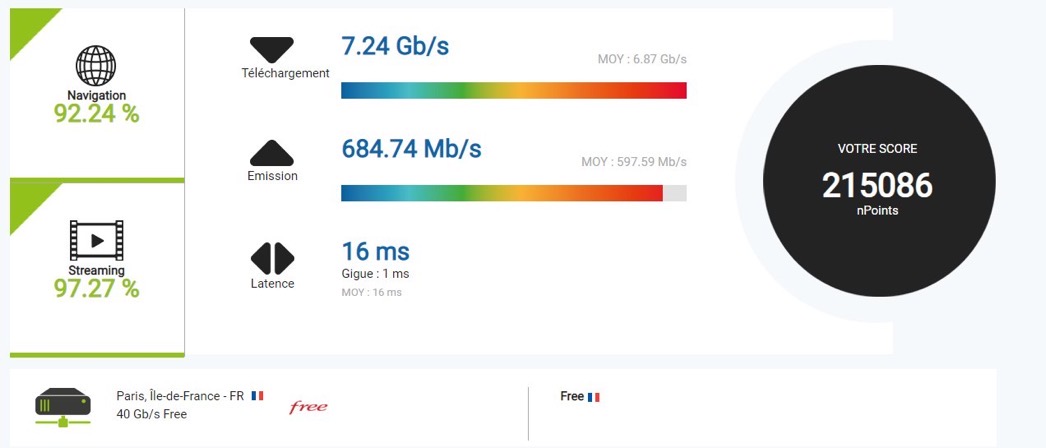 Navigation
92.24 %
Streaming
97.27 %
Téléchargement
7.24 Gb/s
MOY : 6.87 Gb/s
Emission
684.74 Mb/s
MOY : 597.59 Mb/s
Latence
16 ms
Gigue : 1 ms
MOY : 16 ms
VOTRE SCORE
215086
nPoints
Paris, Île-de-France - FR
40 Gb/s Free
free
Free